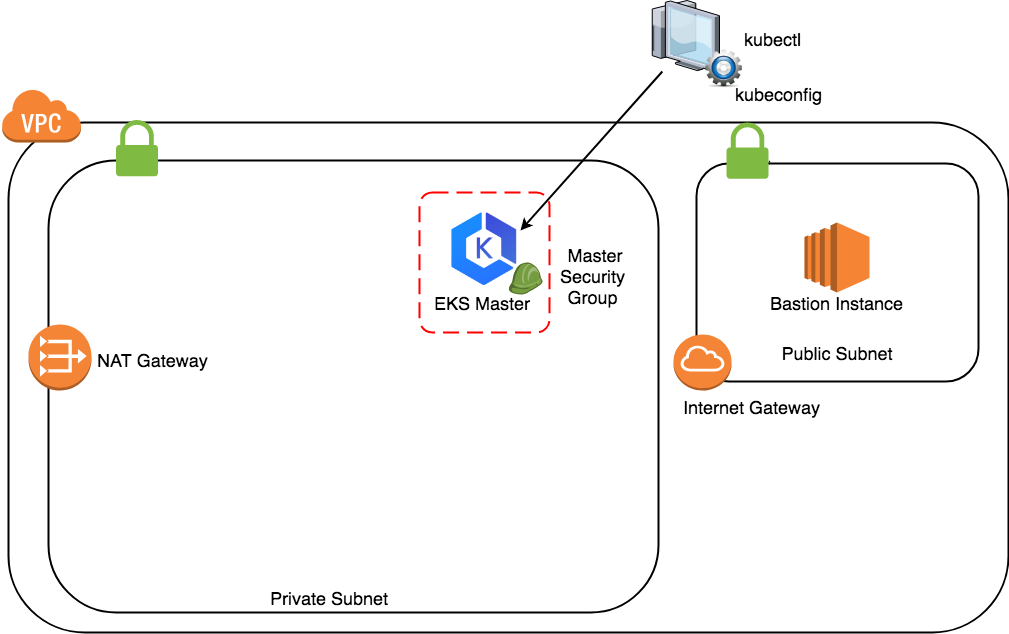 kubectl
kubeconfig
VPC
K
EKS Master
Master
Security
Group
Bastion Instance
Public Subnet
NAT Gateway
Internet Gateway
Private Subnet